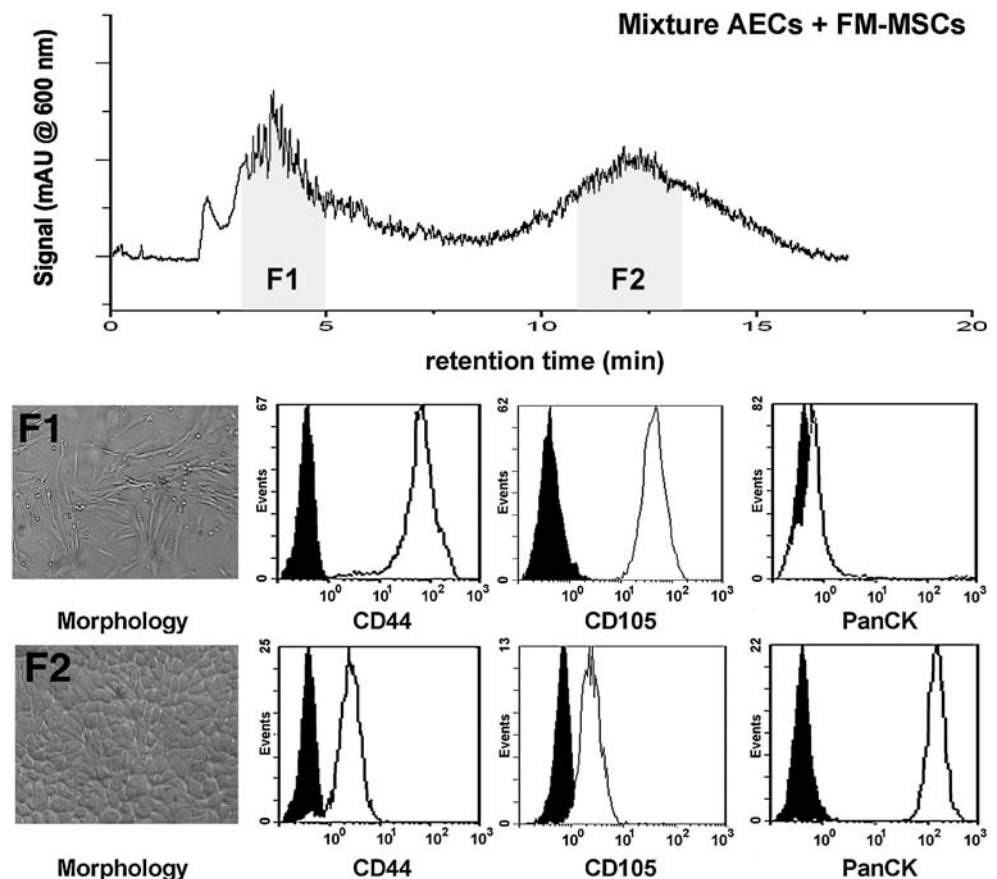 Mixture AECs + FM-MSCs
Signal (mAU @ 600 nm)
F1
F2
0 5 10 15 20
retention time (min)
F1
67
Events
0
10⁰ 10¹ 10² 10³
62
Events
0
10⁰ 10¹ 10² 10³
82
Events
0
10⁰ 10¹ 10² 10³
Morphology CD44 CD105 PanCK
F2
25
Events
0
10⁰ 10¹ 10² 10³
13
Events
0
10⁰ 10¹ 10² 10³
22
Events
0
10⁰ 10¹ 10² 10³
Morphology CD44 CD105 PanCK